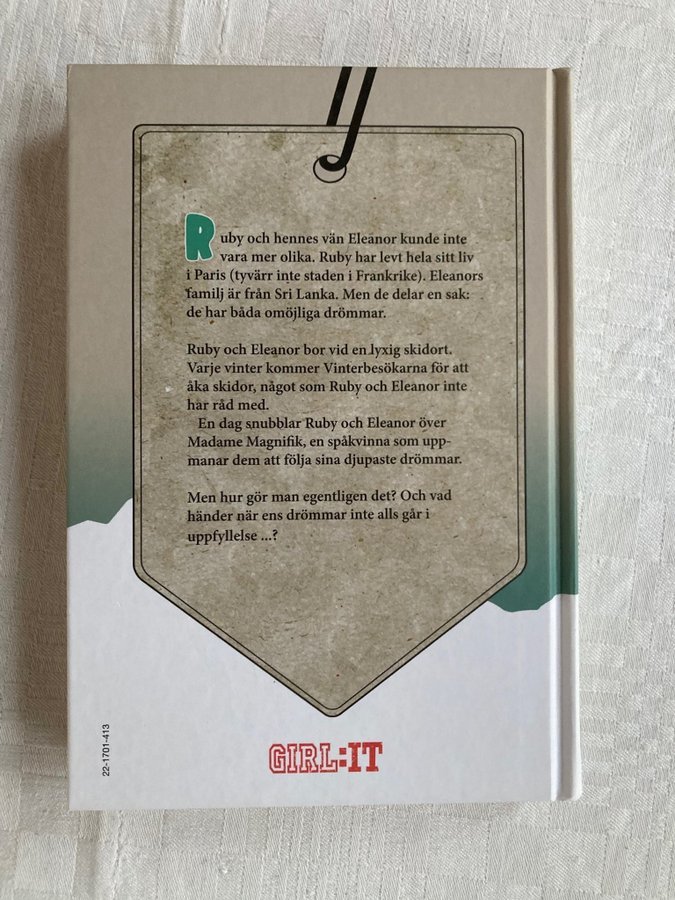 Ruby och hennes vän Eleanor kunde inte
vara mer olika. Ruby har levt hela sitt liv
i Paris (tyvärr inte staden i Frankrike). Eleanors
familj är från Sri Lanka. Men de delar en sak:
de har båda omöjliga drömmar.
Ruby och Eleanor bor vid en lyxig skidort.
Varje vinter kommer Vinterbesökarna för att
åka skidor, något som Ruby och Eleanor inte
har råd med.
En dag snubblar Ruby och Eleanor över
Madame Magnifik, en spåkvinna som upp-
manar dem att följa sina djupaste drömmar.
Men hur gör man egentligen det? Och vad
händer när ens drömmar inte alls går i
uppfyllelse ...?
GIRL:IT
22-1701-413